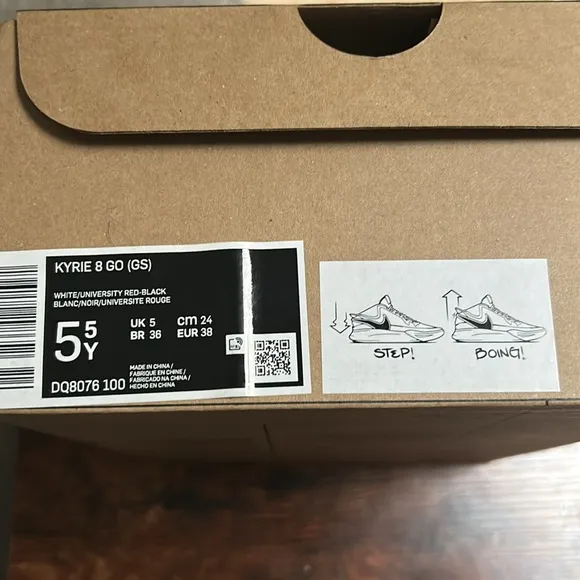 KYRIE 8 GO (GS)
WHITE/UNIVERSITY RED-BLACK
BLANC/NOIR/UNIVERSITE ROUGE
5 5 Y
UK 5 cm 24
BR 36 EUR 38
MADE IN CHINA /
FABRIQUE EN CHINE /
FABRICADO NA CHINA /
HECHO EN CHINA
DQ8076 100
STEP!
BOING!